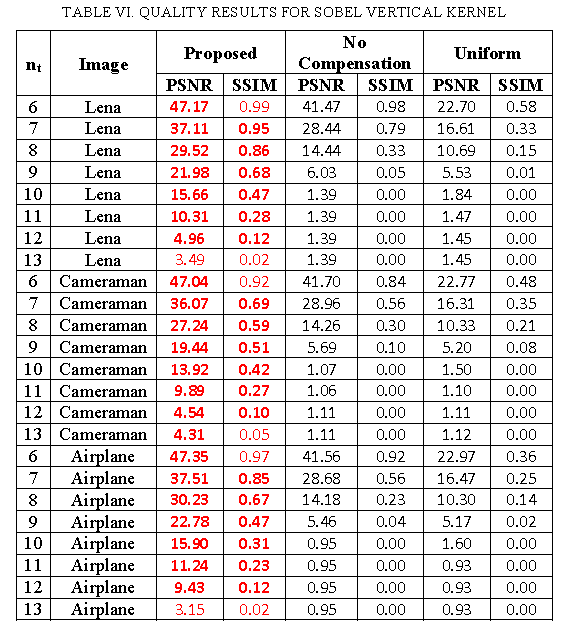 TABLE VI. QUALITY RESULTS FOR SOBEL VERTICAL KERNEL
nt Image Proposed No Compensation Uniform
PSNR SSIM PSNR SSIM PSNR SSIM
6 Lena 47.17 0.99 41.47 0.98 22.70 0.58
7 Lena 37.11 0.95 28.44 0.79 16.61 0.33
8 Lena 29.52 0.86 14.44 0.33 10.69 0.15
9 Lena 21.98 0.68 6.03 0.05 5.53 0.01
10 Lena 15.66 0.47 1.39 0.00 1.84 0.00
11 Lena 10.31 0.28 1.39 0.00 1.47 0.00
12 Lena 4.96 0.12 1.39 0.00 1.45 0.00
13 Lena 3.49 0.02 1.39 0.00 1.45 0.00
6 Cameraman 47.04 0.92 41.70 0.84 22.77 0.48
7 Cameraman 36.07 0.69 28.96 0.56 16.31 0.35
8 Cameraman 27.24 0.59 14.26 0.30 10.33 0.21
9 Cameraman 19.44 0.51 5.69 0.10 5.20 0.08
10 Cameraman 13.92 0.42 1.07 0.00 1.50 0.00
11 Cameraman 9.89 0.27 1.06 0.00 1.10 0.00
12 Cameraman 4.54 0.10 1.11 0.00 1.11 0.00
13 Cameraman 4.31 0.05 1.11 0.00 1.12 0.00
6 Airplane 47.35 0.97 41.56 0.92 22.97 0.36
7 Airplane 37.51 0.85 28.68 0.56 16.47 0.25
8 Airplane 30.23 0.67 14.18 0.23 10.30 0.14
9 Airplane 22.78 0.47 5.46 0.04 5.17 0.02
10 Airplane 15.90 0.31 0.95 0.00 1.60 0.00
11 Airplane 11.24 0.23 0.95 0.00 0.93 0.00
12 Airplane 9.43 0.12 0.95 0.00 0.93 0.00
13 Airplane 3.15 0.02 0.95 0.00 0.93 0.00